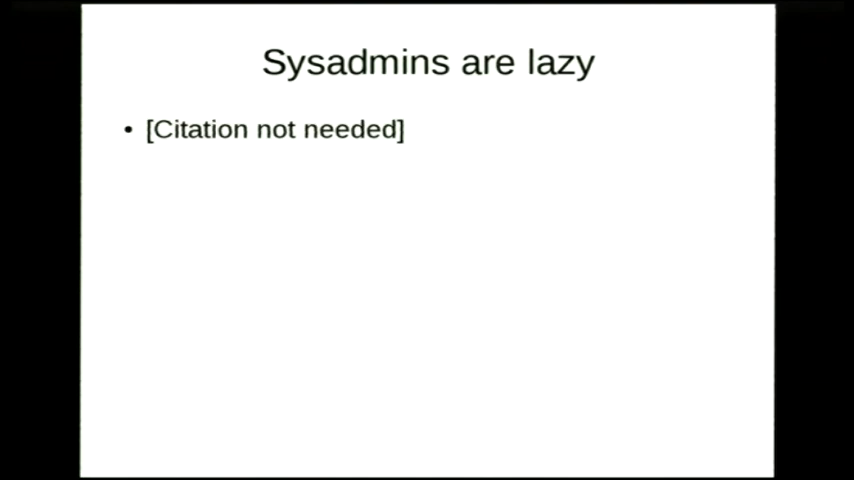 Sysadmins are lazy
• [Citation not needed]